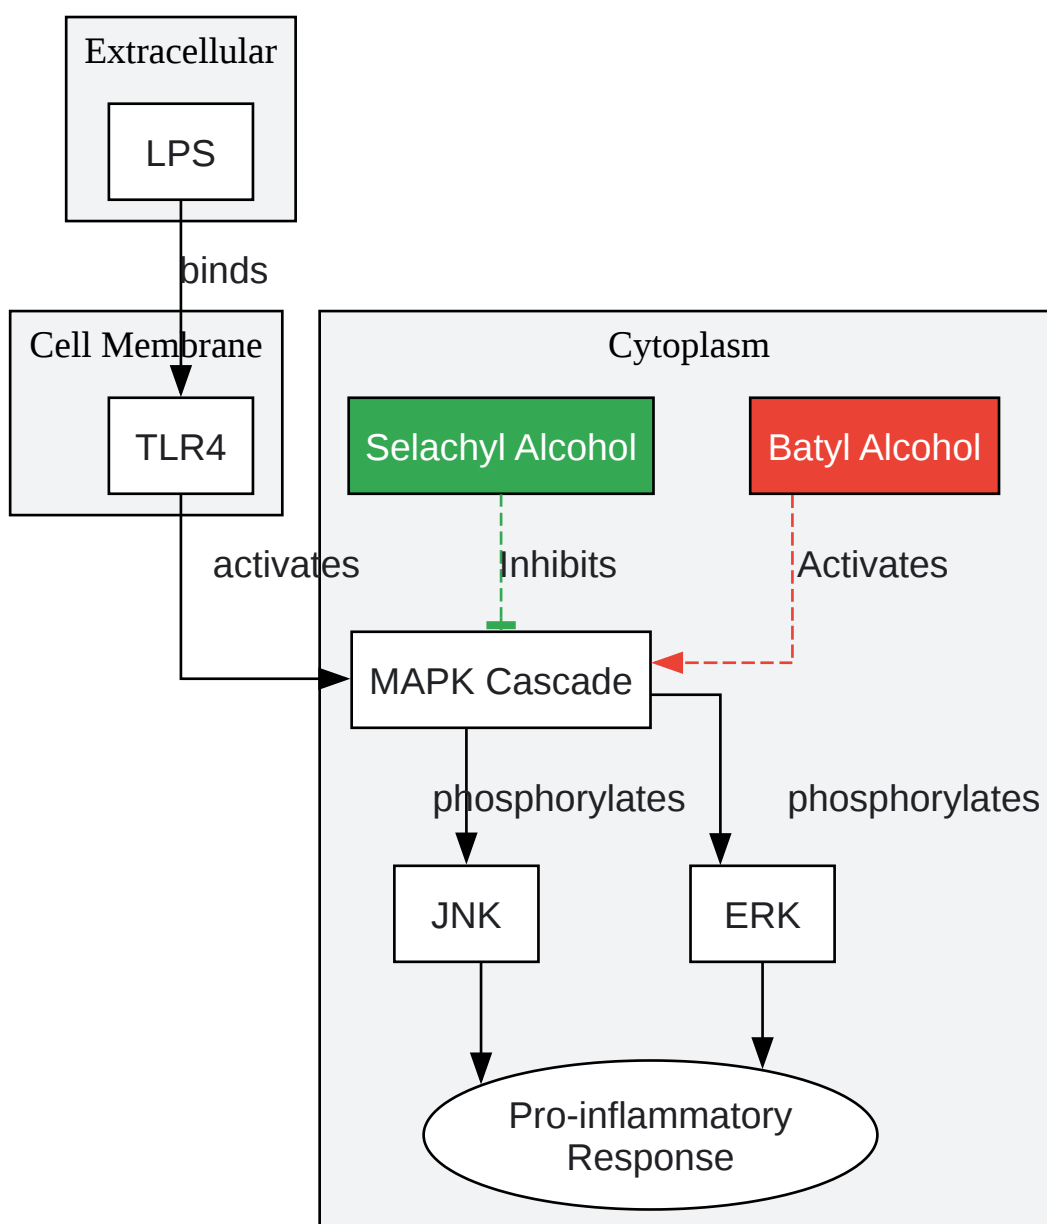 Extracellular
LPS
binds
Cell Membrane
Cytoplasm
TLR4
Selachyl Alcohol
Batyl Alcohol
activates
Inhibits
Activates
MAPK Cascade
phosphorylates
phosphorylates
JNK
ERK
Pro-inflammatory
Response